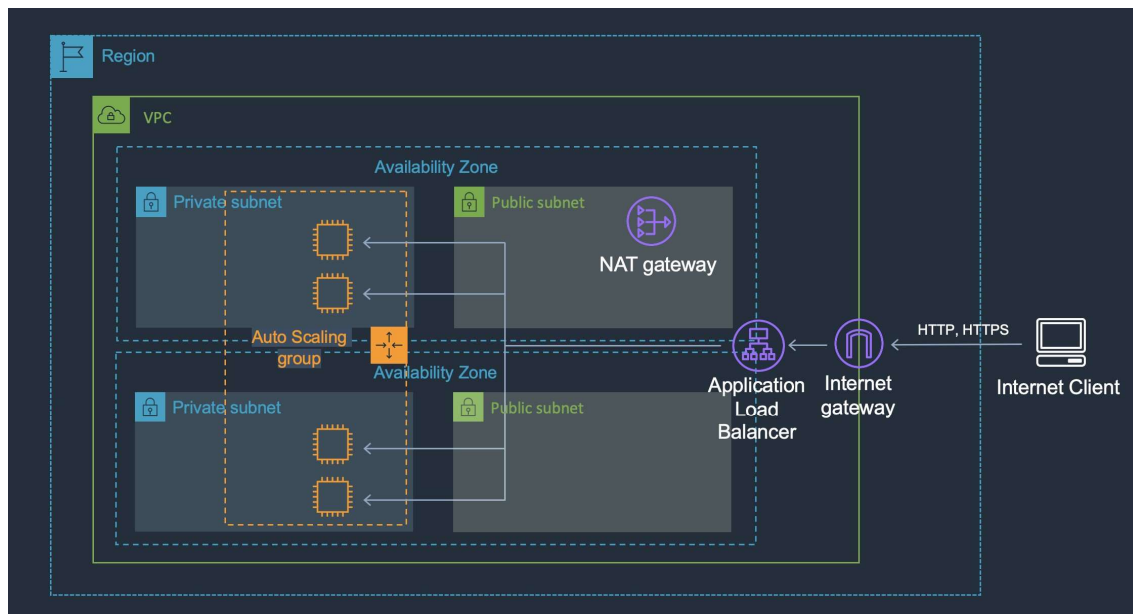 Region
VPC
Availability Zone
Private subnet
Public subnet
NAT gateway
Auto Scaling
group
Availability Zone
Private subnet
Public subnet
Application
Load
Balancer
Internet
gateway
HTTP, HTTPS
Internet Client